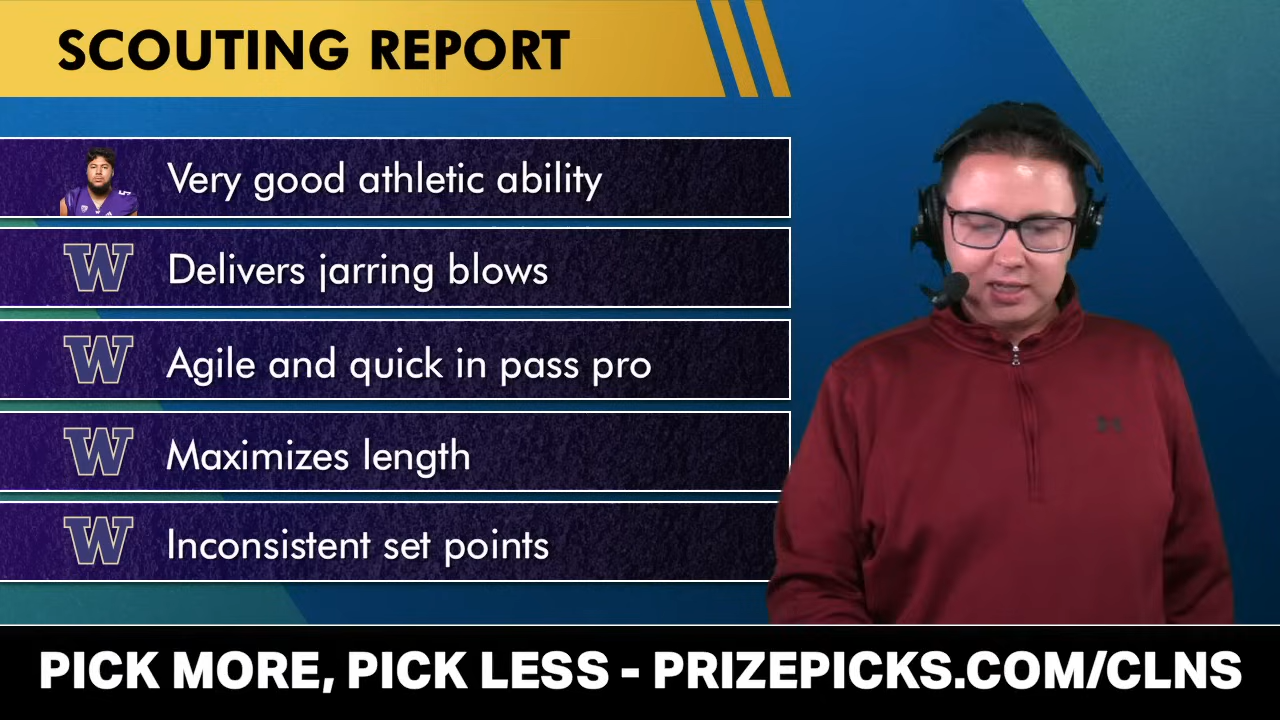 SCOUTING REPORT
Very good athletic ability
W Delivers jarring blows
W Agile and quick in pass pro
W Maximizes length
W Inconsistent set points
PICK MORE, PICK LESS - PRIZEPICKS.COM/CLNS